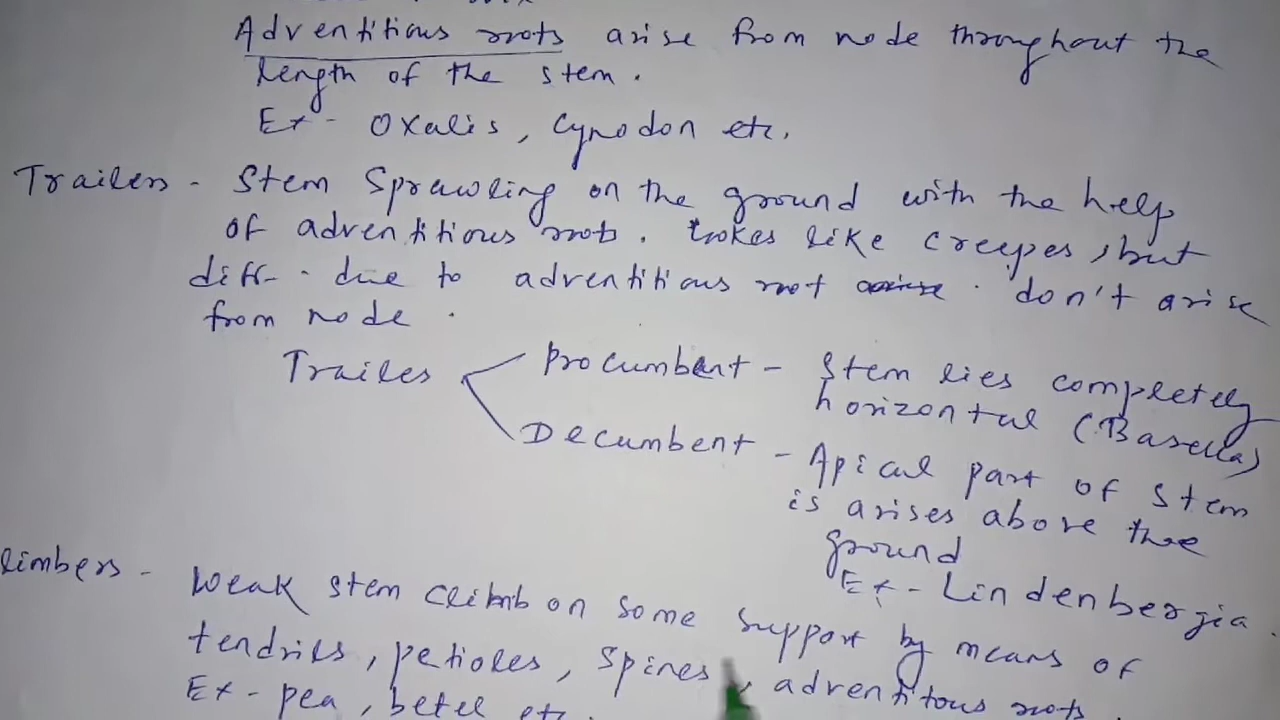 Adventitious roots arise from node throughout the
length of the stem.
Ex - Oxalis, Cynodon etc.
Trailers - Stem Sprawling on the ground with the help
of adventitious roots. Lookes like creepes, but
diff. due to adventitious root arise . don't arise
from node.
Trailes
Procumbent - Stem lies completely
horizontal (Basella)
Decumbent - Apical part of stem
is arises above the
ground
Ex - Lindenbergia.
limbers - Weak stem climb on some support by means of
tendrils, petioles, spines, adventitous roots.
Ex - pea, betel etc.